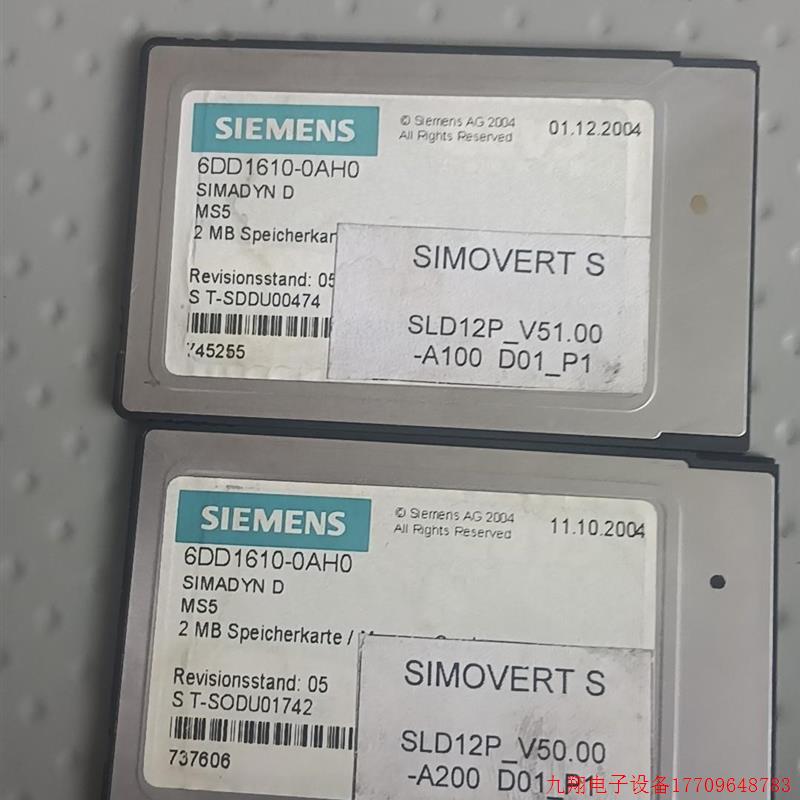 SIEMENS
© Siemens AG 2004
All Rights Reserved
01.12.2004
6DD1610-0AH0
SIMADYN D
MS5
2 MB Speicherkar
Revisionsstand: 05
S T-SDDU00474
Y45255
SIMOVERT S
SLD12P_V51.00
-A100 D01_P1
SIEMENS
© Siemens AG 2004
All Rights Reserved
11.10.2004
6DD1610-0AH0
SIMADYN D
MS5
2 MB Speicherkarte /
Revisionsstand: 05
S T-SODU01742
737606
SIMOVERT S
SLD12P_V50.00
-A200 D01_P1
九翔电子设备17709648783